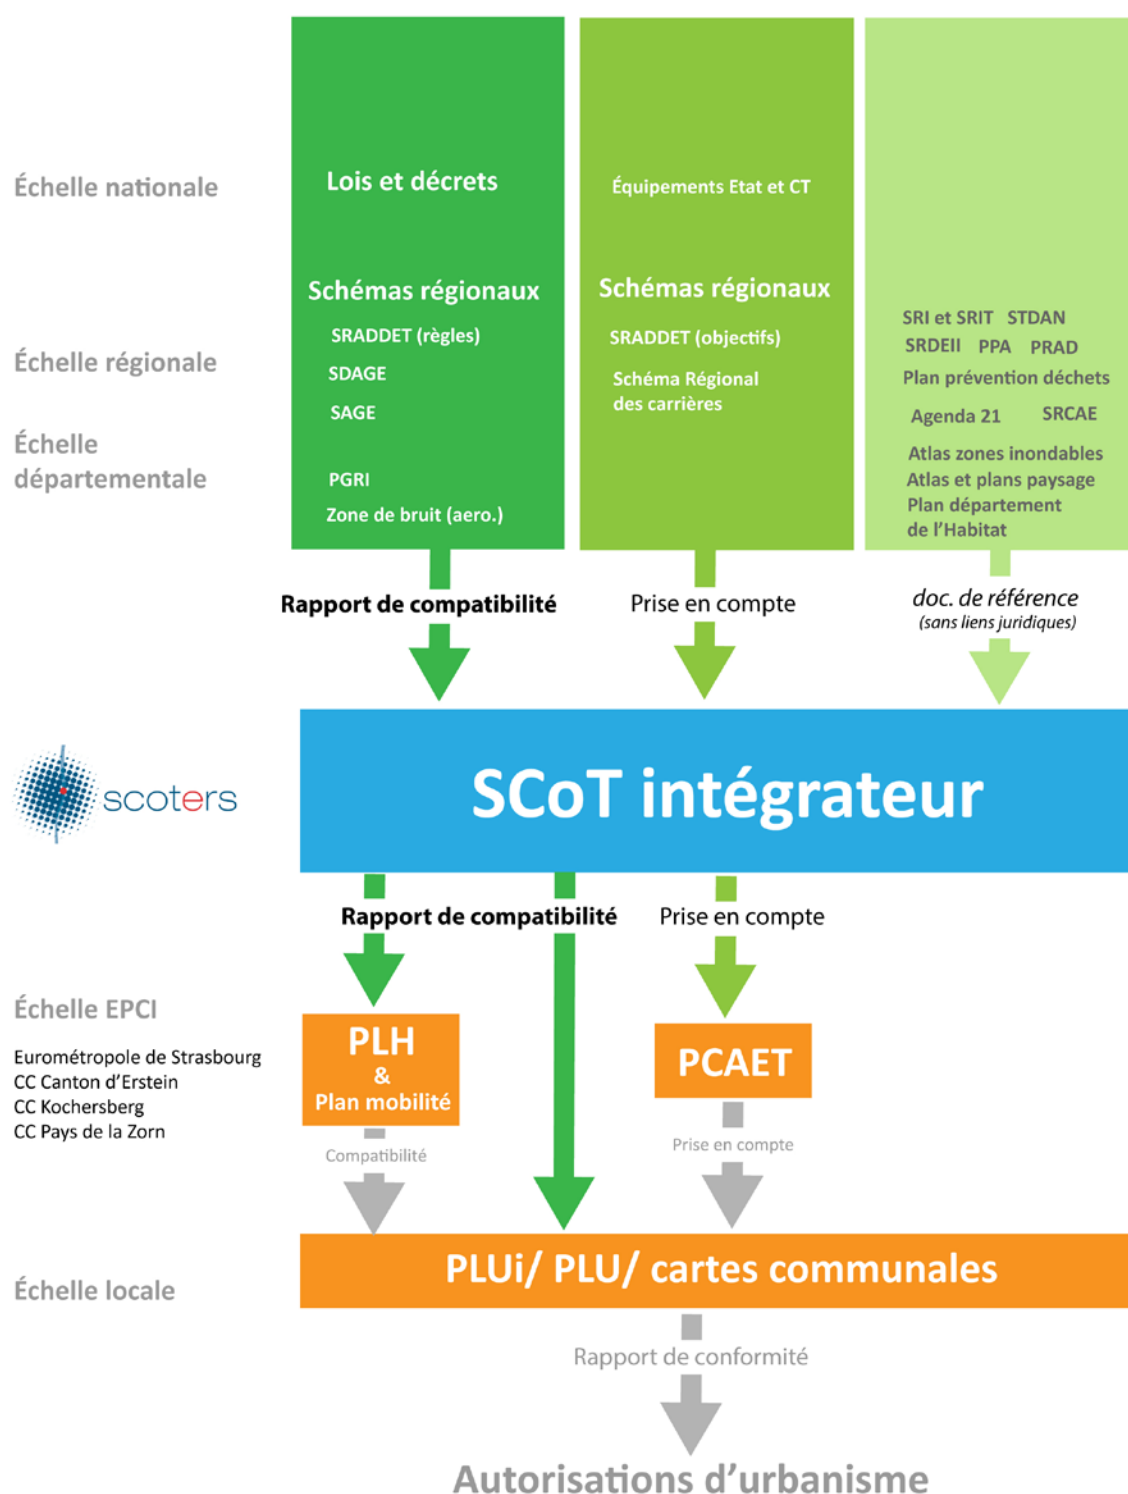 Échelle nationale
Lois et décrets
Équipements Etat et CT
Schémas régionaux
Schémas régionaux
SRADDET (règles)
SDAGE
SAGE
SRADDET (objectifs)
Schéma Régional
des carrières
SRI et SRIT STDAN
SRDEII PPA PRAD
Plan prévention déchets
Agenda 21 SRCAE
Échelle régionale
Échelle
départementale
PGRI
Zone de bruit (aero.)
Atlas zones inondables
Atlas et plans paysage
Plan département
de l'Habitat
Rapport de compatibilité
Prise en compte
doc. de référence
(sans liens juridiques)
scoters
SCoT intégrateur
Rapport de compatibilité
Prise en compte
Échelle EPCI
Eurométropole de Strasbourg
CC Canton d'Erstein
CC Kochersberg
CC Pays de la Zorn
PLH
&
Plan mobilité
PCAET
Compatibilité
Prise en compte
Échelle locale
PLUi/ PLU/ cartes communales
Rapport de conformité
Autorisations d'urbanisme